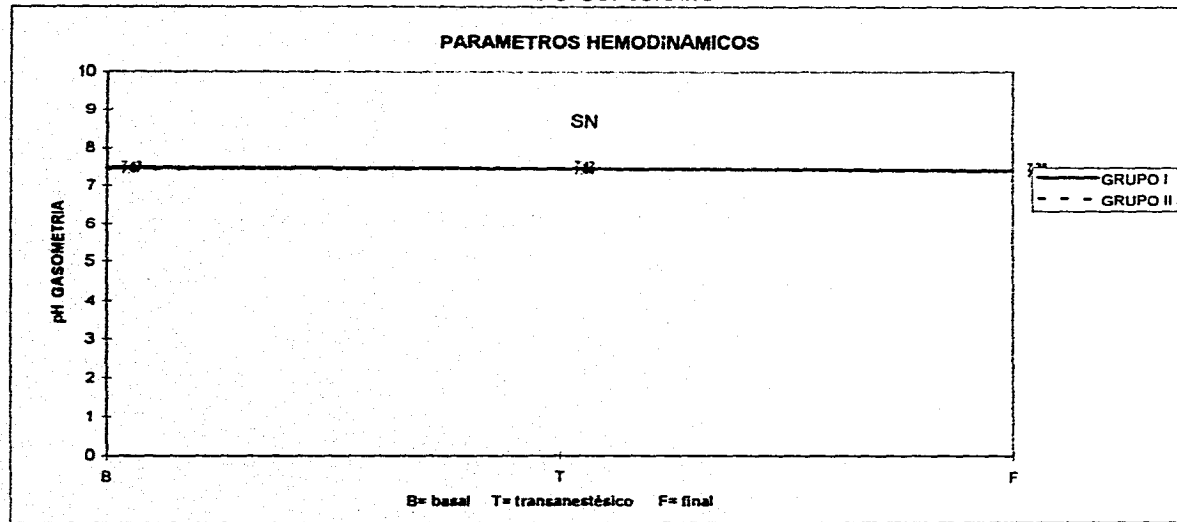 PARAMETROS HEMODINAMICOS
10
SN
9
8
7
6
5
4
3
2
1
0
pH GASOMETRIA
GRUPO I
GRUPO II
B
T
F
B= basal T= transanestésico F= final